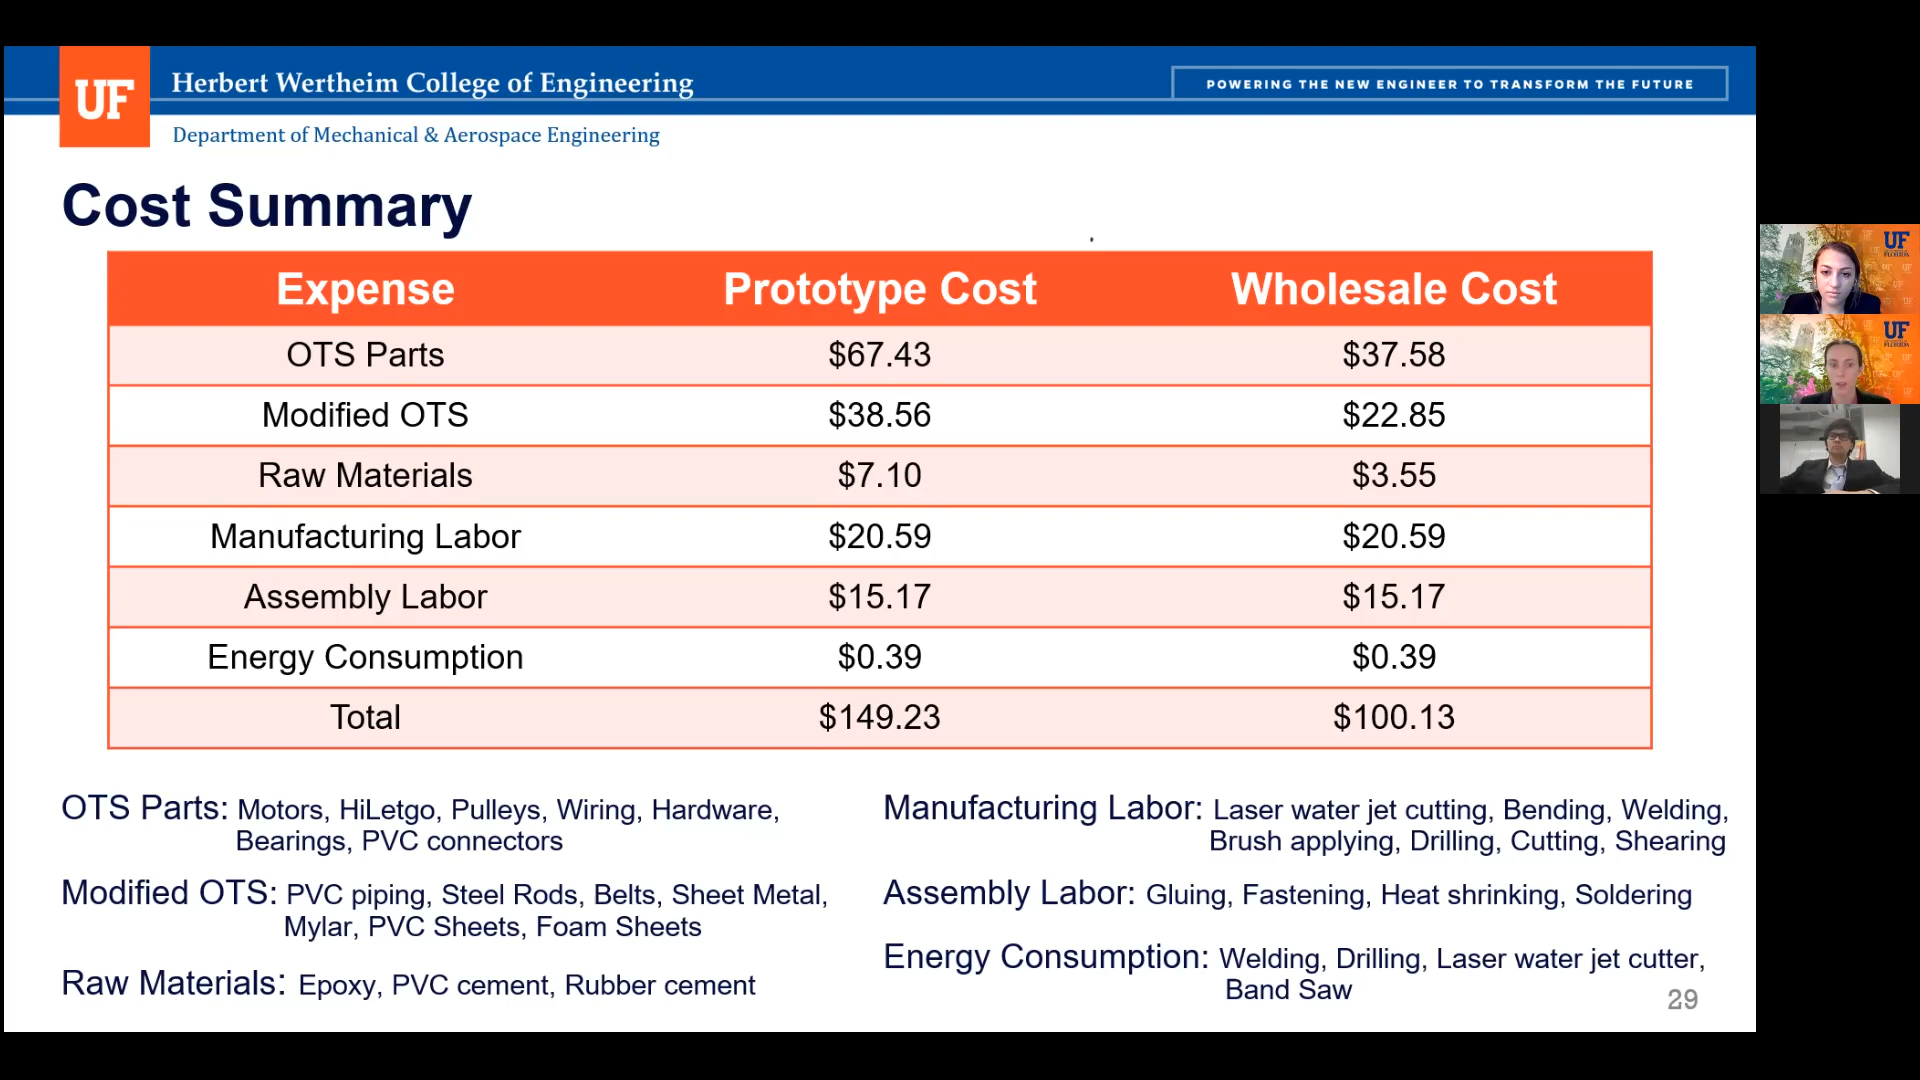 UF
Herbert Wertheim College of Engineering
POWERING THE NEW ENGINEER TO TRANSFORM THE FUTURE
Department of Mechanical & Aerospace Engineering
Cost Summary
Expense Prototype Cost Wholesale Cost
OTS Parts $67.43 $37.58
Modified OTS $38.56 $22.85
Raw Materials $7.10 $3.55
Manufacturing Labor $20.59 $20.59
Assembly Labor $15.17 $15.17
Energy Consumption $0.39 $0.39
Total $149.23 $100.13
OTS Parts: Motors, HiLetgo, Pulleys, Wiring, Hardware,
Bearings, PVC connectors
Modified OTS: PVC piping, Steel Rods, Belts, Sheet Metal,
Mylar, PVC Sheets, Foam Sheets
Raw Materials: Epoxy, PVC cement, Rubber cement
Manufacturing Labor: Laser water jet cutting, Bending, Welding,
Brush applying, Drilling, Cutting, Shearing
Assembly Labor: Gluing, Fastening, Heat shrinking, Soldering
Energy Consumption: Welding, Drilling, Laser water jet cutter,
Band Saw
29
UF
FLORIDA
UF
FLORIDA